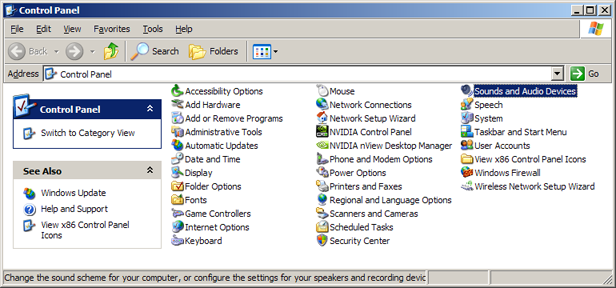 Control Panel
File Edit View Favorites Tools Help
Back Search Folders
Address Control Panel Go
Control Panel
Switch to Category View
See Also
Windows Update
Help and Support
View x86 Control Panel
Icons
Accessibility Options
Add Hardware
Add or Remove Programs
Administrative Tools
Automatic Updates
Date and Time
Display
Folder Options
Fonts
Game Controllers
Internet Options
Keyboard
Mouse
Network Connections
Network Setup Wizard
NVIDIA Control Panel
NVIDIA nView Desktop Manager
Phone and Modem Options
Power Options
Printers and Faxes
Regional and Language Options
Scanners and Cameras
Scheduled Tasks
Security Center
Sounds and Audio Devices
Speech
System
Taskbar and Start Menu
User Accounts
View x86 Control Panel Icons
Windows Firewall
Wireless Network Setup Wizard
Change the sound scheme for your computer, or configure the settings for your speakers and recording devic